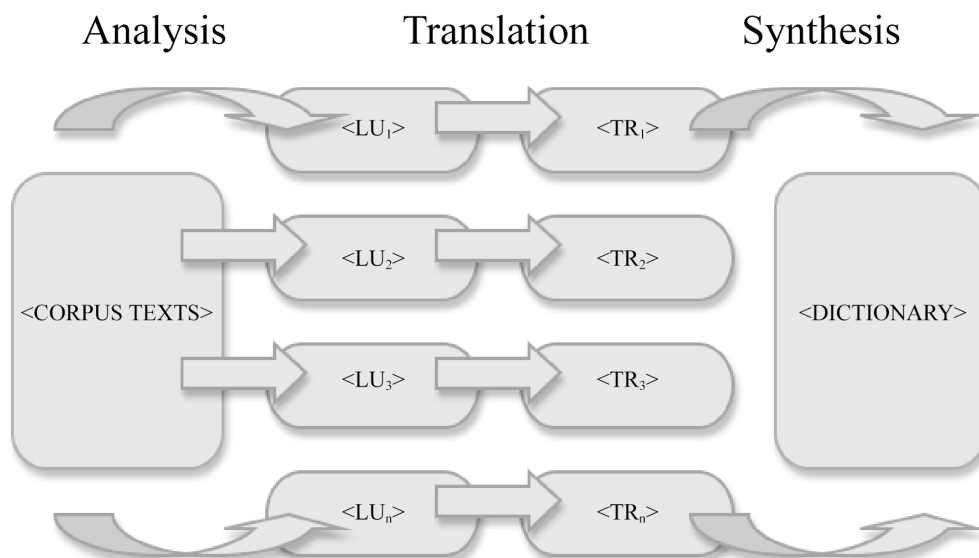 Analysis Translation Synthesis
<LU₁> <TR₁>
<LU₂> <TR₂>
<CORPUS TEXTS> <DICTIONARY>
<LU₃> <TR₃>
<LUₙ> <TRₙ>